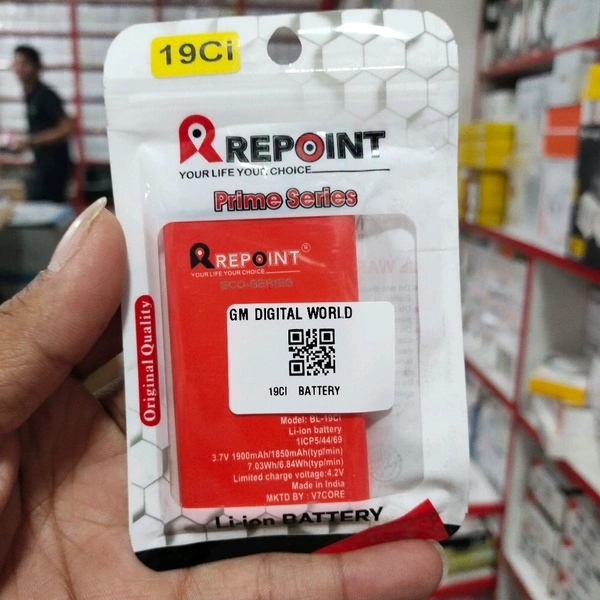 19Ci
REPOINT
YOUR LIFE YOUR CHOICE
Prime Series
REPOINT®
YOUR LIFE YOUR CHOICE
ECO-SERIES
Original Quality
GM DIGITAL WORLD
19CI BATTERY
Model: BL-19CI
Li-ion battery
1ICP5/44/69
3.7V 1900mAh/1850mAh(typ/min)
7.03Wh/6.84Wh(typ/min)
Limited charge voltage:4.2V
Made in India
MKTD BY : V7CORE
Li-ion BATTERY